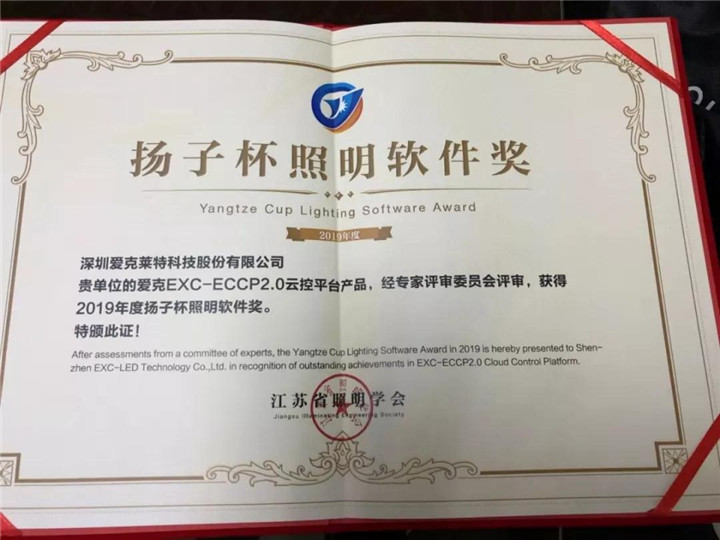 扬子杯照明软件奖
Yangtze Cup Lighting Software Award
2019年度
深圳爱克莱特科技股份有限公司
贵单位的爱克EXC-ECCP2.0云控平台产品，经专家评审委员会评审，获得
2019年度扬子杯照明软件奖。
特颁此证！
After assessments from a committee of experts, the Yangtze Cup Lighting Software Award in 2019 is hereby presented to Shen-
zhen EXC-LED Technology Co.,Ltd. in recognition of outstanding achievements in EXC-ECCP2.0 Cloud Control Platform.
江苏省照明学会
Jiangsu Illuminating Engineering Society